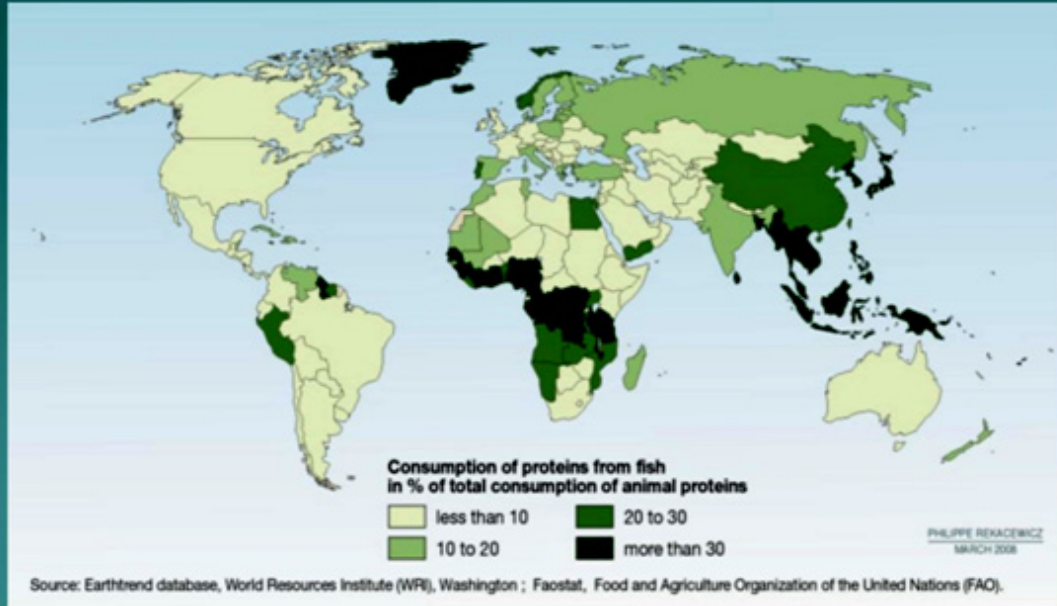 Consumption of proteins from fish
in % of total consumption of animal proteins
less than 10
20 to 30
10 to 20
more than 30
PHILIPPE REKACEWICZ
MARCH 2008
Source: Earthtrend database, World Resources Institute (WRI), Washington ; Faostat, Food and Agriculture Organization of the United Nations (FAO).